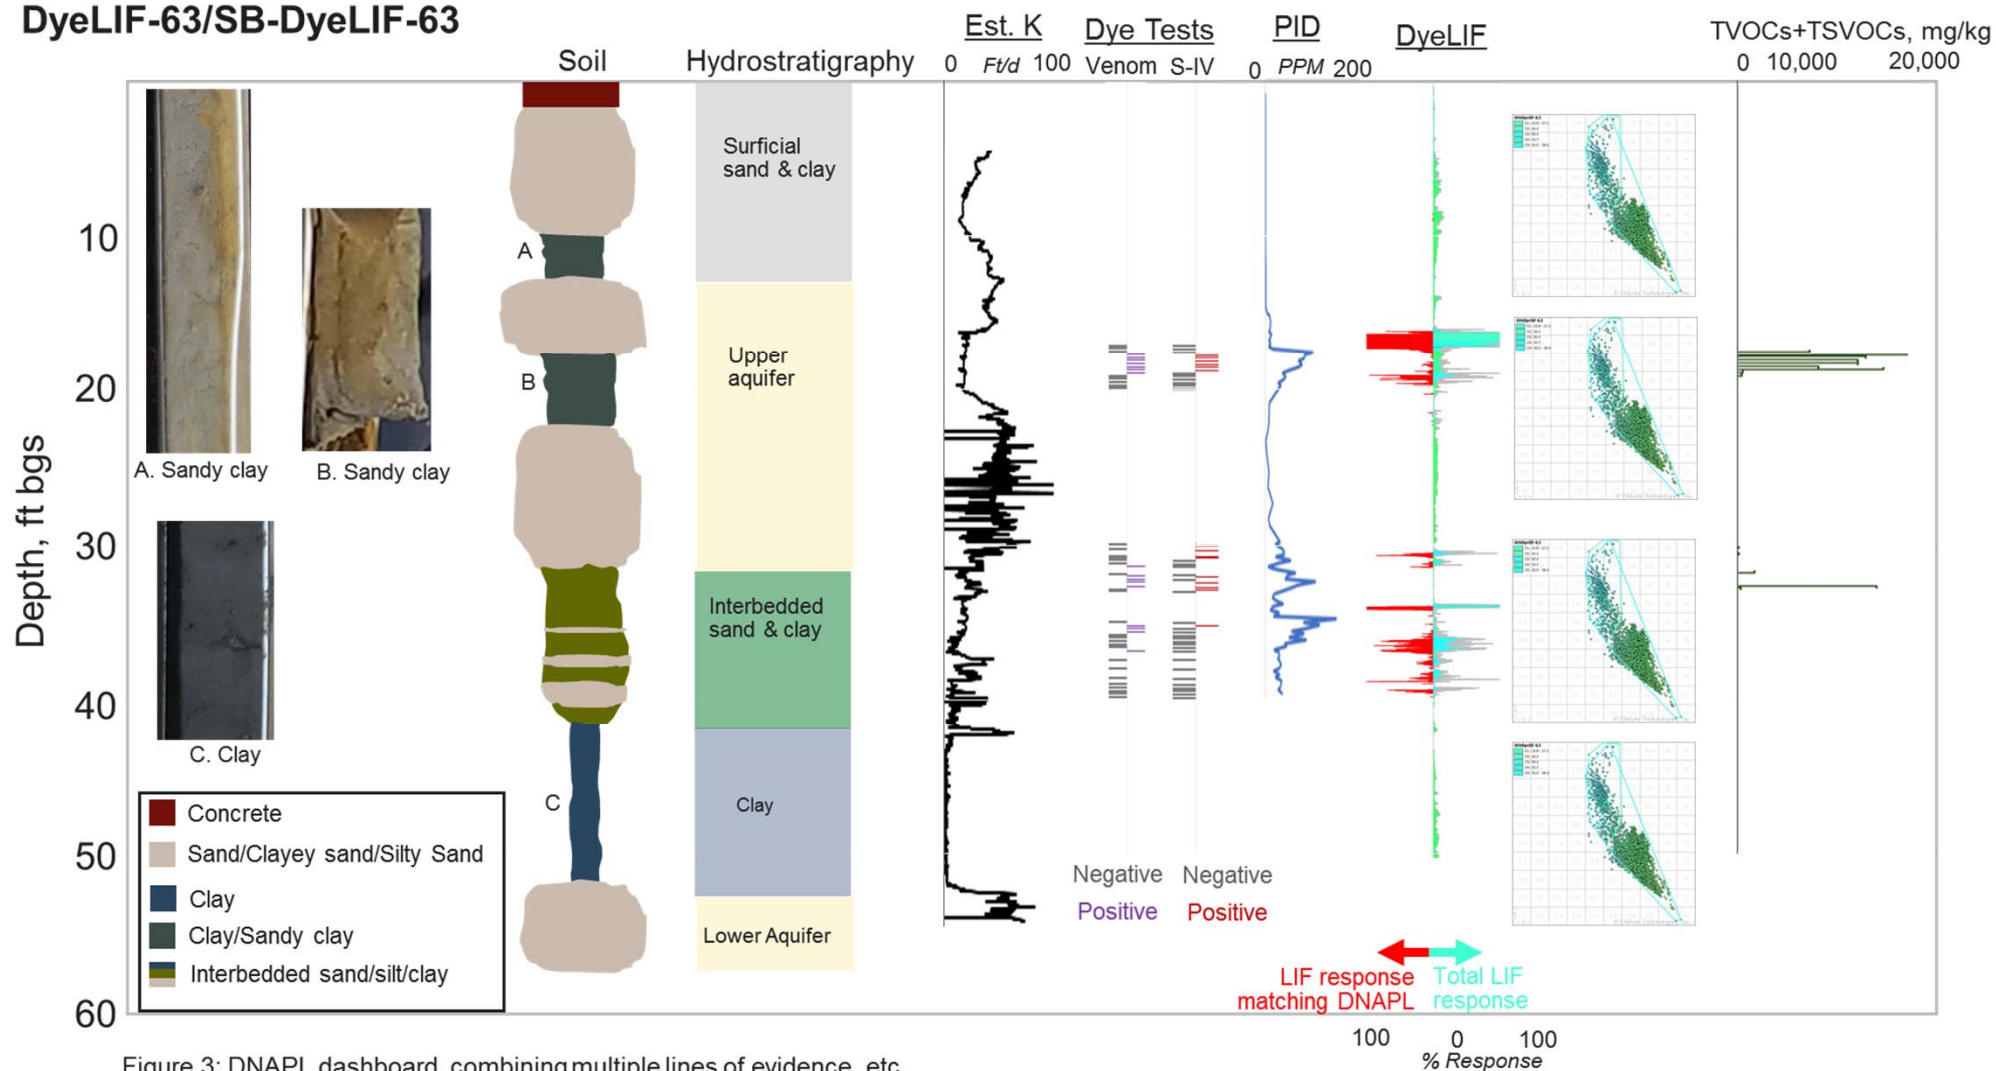 DyeLIF-63/SB-DyeLIF-63
Soil
Hydrostratigraphy
Est. K
0 Ft/d 100
Dye Tests
Venom S-IV
PID
0 PPM 200
DyeLIF
TVOCs+TSVOCs, mg/kg
0 10,000 20,000
Depth, ft bgs
10
20
30
40
50
60
A. Sandy clay
B. Sandy clay
C. Clay
A
B
C
Surficial
sand & clay
Upper
aquifer
Interbedded
sand & clay
Clay
Lower Aquifer
Concrete
Sand/Clayey sand/Silty Sand
Clay
Clay/Sandy clay
Interbedded sand/silt/clay
Negative Negative
Positive Positive
LIF response
matching DNAPL
Total LIF
response
100 0 100
% Response
Figure 3: DNAPL dashboard, combining multiple lines of evidence, etc.